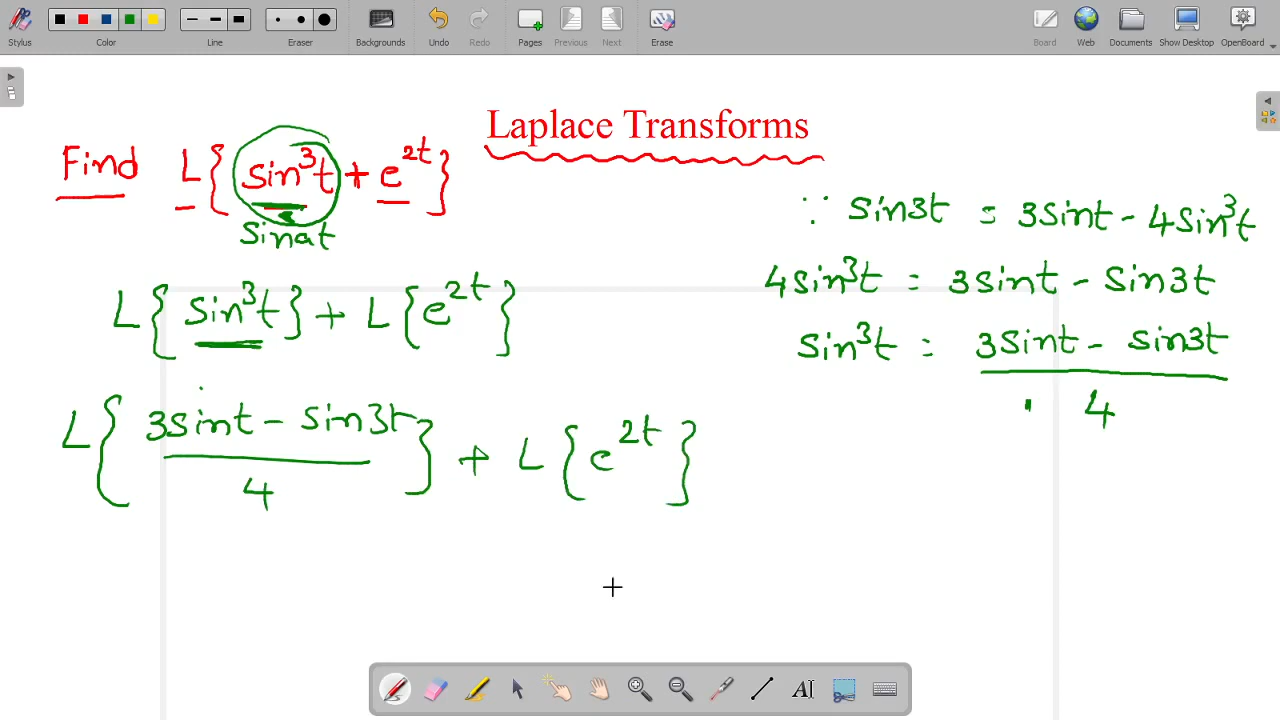 Stylus Color Line Eraser Backgrounds Undo Redo Pages Previous Next Erase Board Web Documents Show Desktop OpenBoard
Laplace Transforms
Find L{sin³t + e²ᵗ}
sinat
L{sin³t} + L{e²ᵗ}
L{(3sint - sin3t)/4} + L{e²ᵗ}
∵ sin3t = 3sint - 4sin³t
4sin³t = 3sint - sin3t
sin³t = (3sint - sin3t)/4